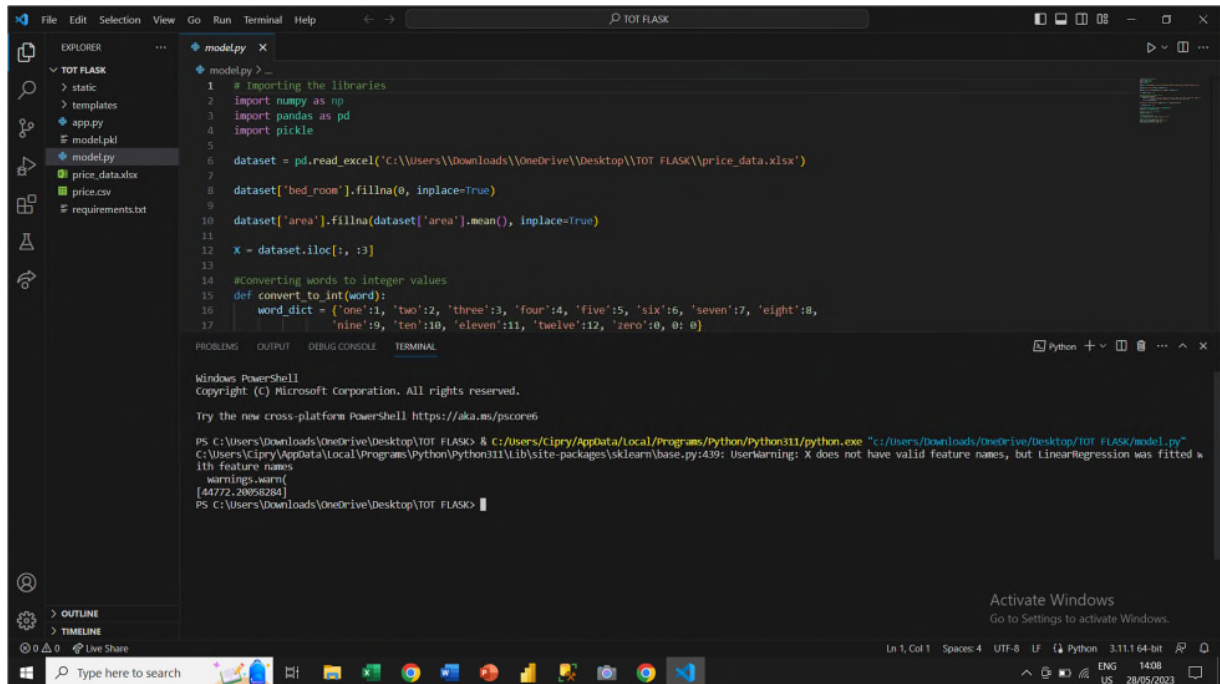 File Edit Selection View Go Run Terminal Help
TOT FLASK
EXPLORER
model.py
TOT FLASK
static
templates
app.py
model.pkl
model.py
price_data.xlsx
price.csv
requirements.txt
OUTLINE
TIMELINE
model.py > ...
1 # Importing the libraries
2 import numpy as np
3 import pandas as pd
4 import pickle
5
6 dataset = pd.read_excel('C:\\Users\\Downloads\\OneDrive\\Desktop\\TOT FLASK\\price_data.xlsx')
7
8 dataset['bed_room'].fillna(0, inplace=True)
9
10 dataset['area'].fillna(dataset['area'].mean(), inplace=True)
11
12 X = dataset.iloc[:, :3]
13
14 #Converting words to integer values
15 def convert_to_int(word):
16 word_dict = {'one':1, 'two':2, 'three':3, 'four':4, 'five':5, 'six':6, 'seven':7, 'eight':8,
17 'nine':9, 'ten':10, 'eleven':11, 'twelve':12, 'zero':0, 0: 0}
PROBLEMS OUTPUT DEBUG CONSOLE TERMINAL
Python
Windows PowerShell
Copyright (C) Microsoft Corporation. All rights reserved.
Try the new cross-platform PowerShell https://aka.ms/pscore6
PS C:\Users\Downloads\OneDrive\Desktop\TOT FLASK> & C:/Users/Cipry/AppData/Local/Programs/Python/Python311/python.exe "c:/Users/Downloads/OneDrive/Desktop/TOT FLASK/model.py"
C:\Users\Cipry\AppData\Local\Programs\Python\Python311\Lib\site-packages\sklearn\base.py:439: UserWarning: X does not have valid feature names, but LinearRegression was fitted w
ith feature names
warnings.warn(
[44772.20058284]
PS C:\Users\Downloads\OneDrive\Desktop\TOT FLASK>
Activate Windows
Go to Settings to activate Windows.
0 0 Live Share
Ln 1, Col 1 Spaces: 4 UTF-8 LF Python 3.11.1 64-bit
Type here to search
ENG 14:08
US 28/05/2023